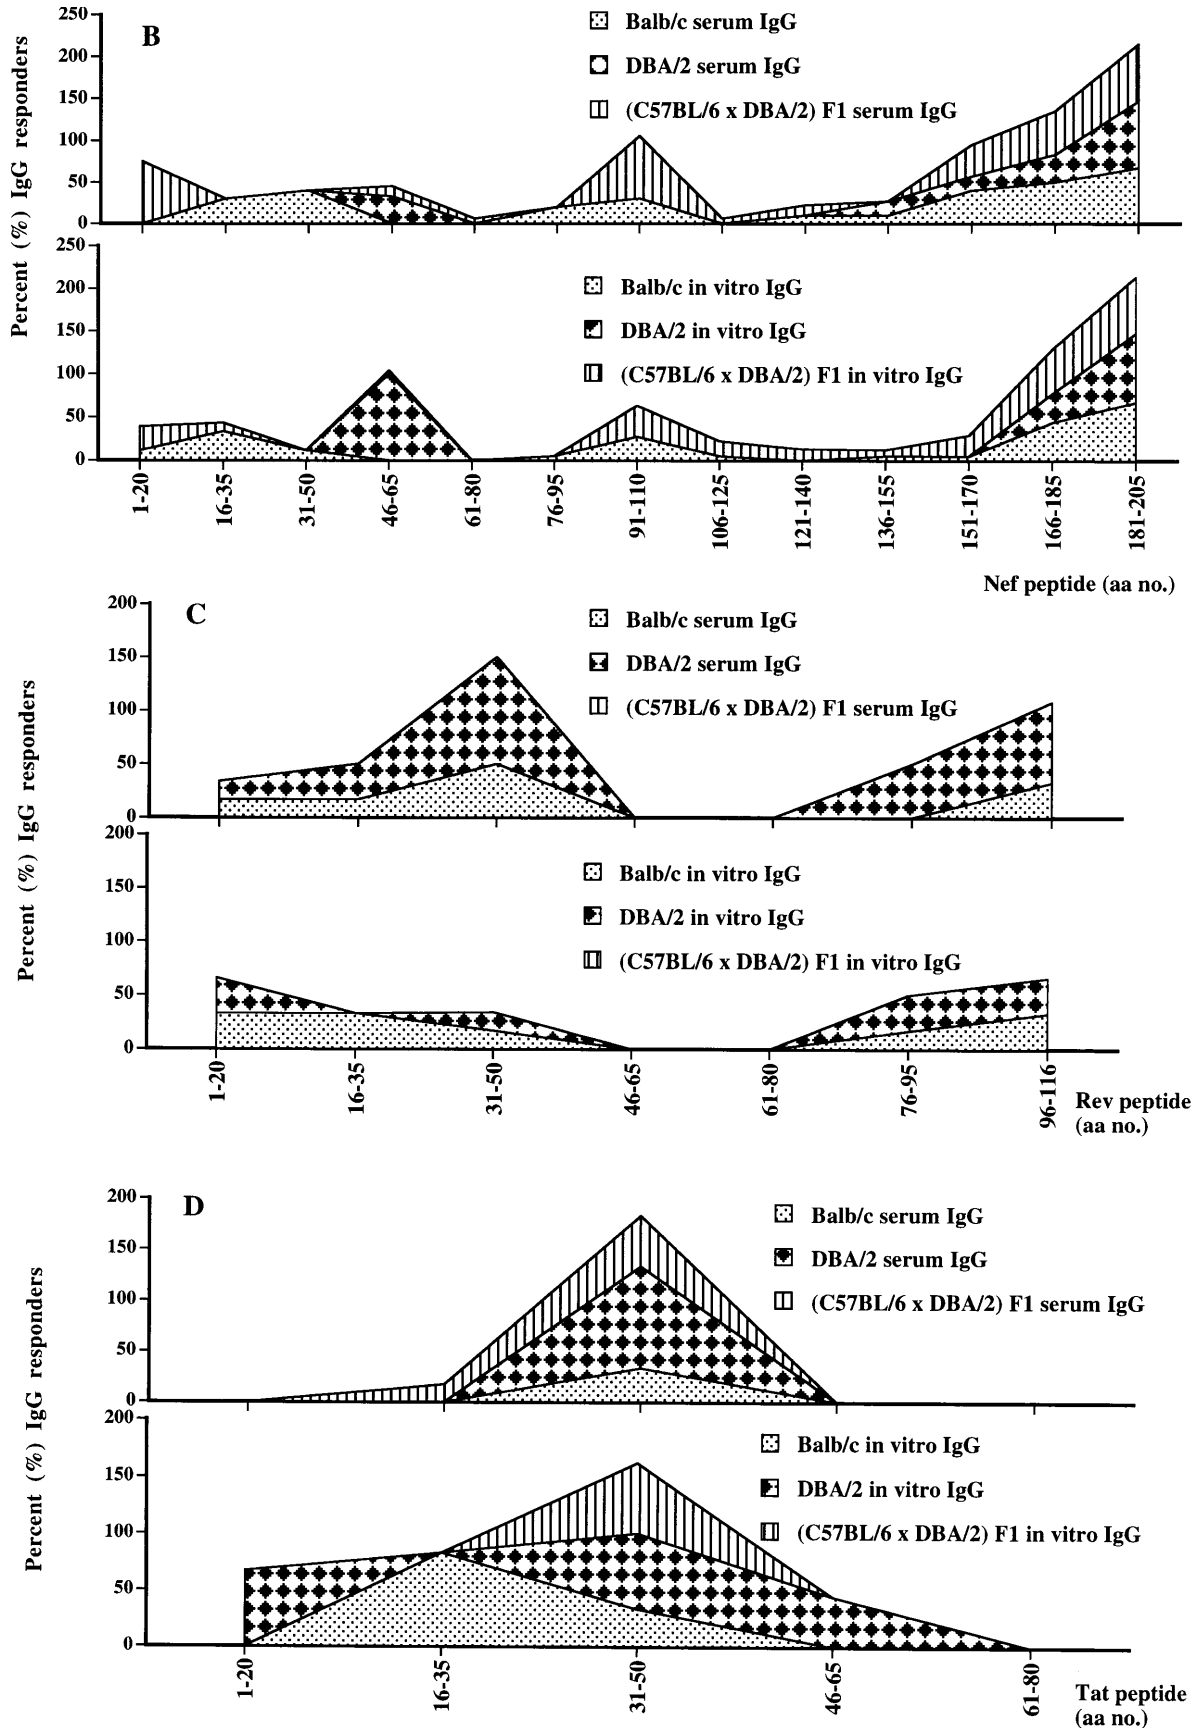 B
Percent (%) IgG responders
250
200
150
100
50
0
Balb/c serum IgG
DBA/2 serum IgG
(C57BL/6 x DBA/2) F1 serum IgG
250
200
150
100
50
0
Balb/c in vitro IgG
DBA/2 in vitro IgG
(C57BL/6 x DBA/2) F1 in vitro IgG
1-20
16-35
31-50
46-65
61-80
76-95
91-110
106-125
121-140
136-155
151-170
166-185
181-205
Nef peptide (aa no.)
C
Percent (%) IgG responders
200
150
100
50
0
Balb/c serum IgG
DBA/2 serum IgG
(C57BL/6 x DBA/2) F1 serum IgG
200
150
100
50
0
Balb/c in vitro IgG
DBA/2 in vitro IgG
(C57BL/6 x DBA/2) F1 in vitro IgG
1-20
16-35
31-50
46-65
61-80
76-95
96-116
Rev peptide
(aa no.)
D
Percent (%) IgG responders
200
150
100
50
0
Balb/c serum IgG
DBA/2 serum IgG
(C57BL/6 x DBA/2) F1 serum IgG
200
150
100
50
0
Balb/c in vitro IgG
DBA/2 in vitro IgG
(C57BL/6 x DBA/2) F1 in vitro IgG
1-20
16-35
31-50
46-65
61-80
Tat peptide
(aa no.)